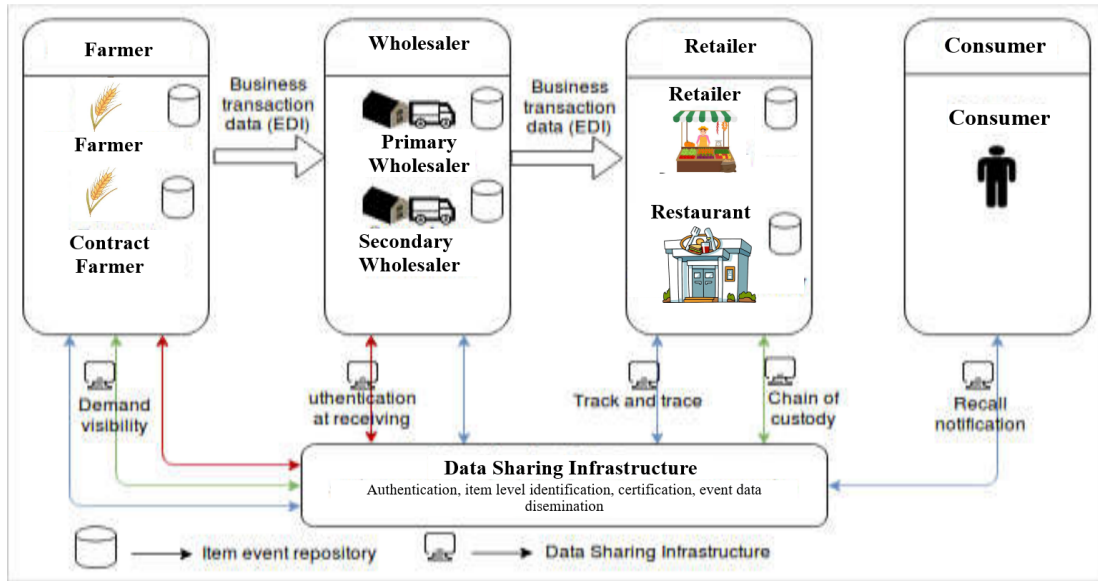 Farmer
Farmer
Contract
Farmer
Business
transaction
data (EDI)
Wholesaler
Primary
Wholesaler
Secondary
Wholesaler
Business
transaction
data (EDI)
Retailer
Retailer
Restaurant
Consumer
Consumer
Demand
visibility
uthentication
at receiving
Track and trace
Chain of
custody
Recall
notification
Data Sharing Infrastructure
Authentication, item level identification, certification, event data
disemination
Item event repository
Data Sharing Infrastructure